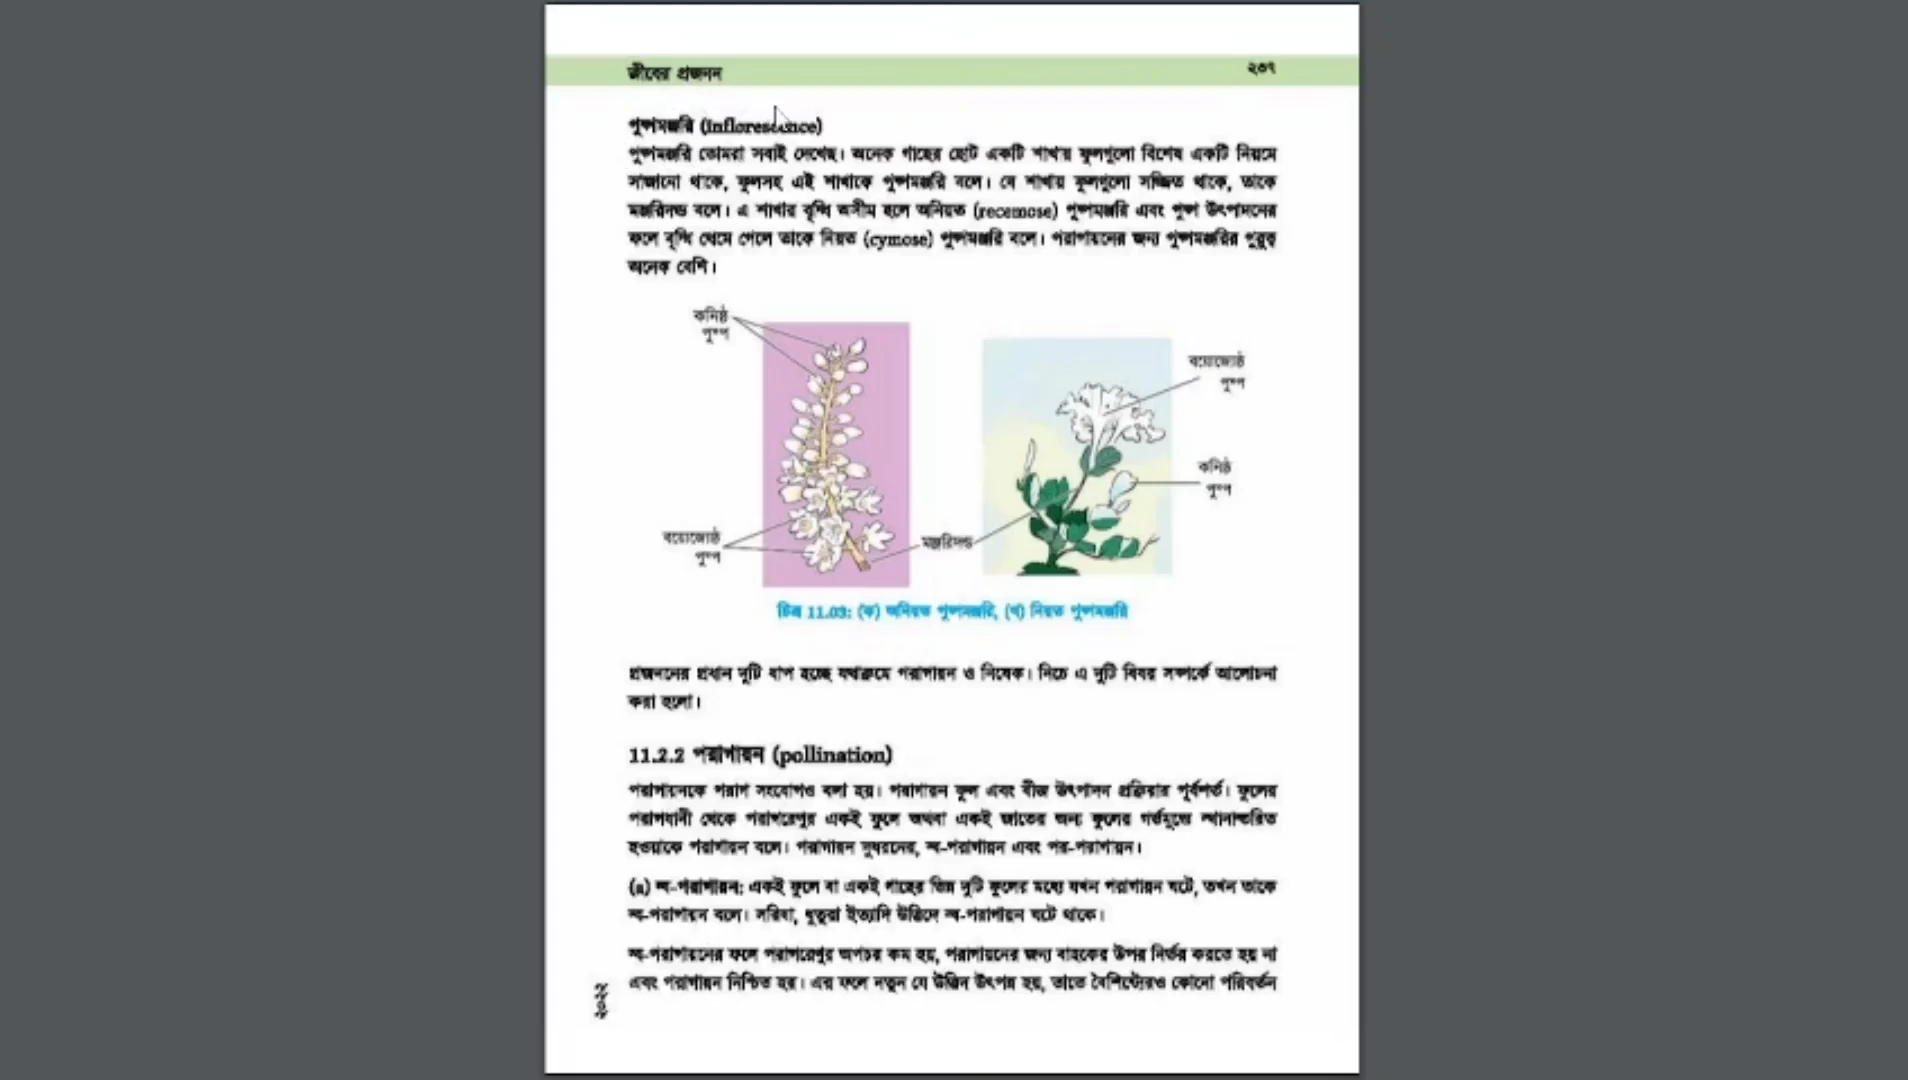 জীবের প্রজনন
২৩৭
পুষ্পমঞ্জরি (inflorescence)
পুষ্পমঞ্জরি তোমরা সবাই দেখেছ। অনেক গাছের ছোট একটি শাখায় ফুলগুলো বিশেষ একটি নিয়মে
সাজানো থাকে, ফুলসহ এই শাখাকে পুষ্পমঞ্জরি বলে। যে শাখায় ফুলগুলো সজ্জিত থাকে, তাকে
মঞ্জরিদণ্ড বলে। এ শাখার বৃদ্ধি অসীম হলে অনিয়ত (recemose) পুষ্পমঞ্জরি এবং পুষ্প উৎপাদনের
ফলে বৃদ্ধি থেমে গেলে তাকে নিয়ত (cymose) পুষ্পমঞ্জরি বলে। পরাগায়নের জন্য পুষ্পমঞ্জরির গুরুত্ব
অনেক বেশি।
কনিষ্ঠ
পুষ্প
বয়োজ্যেষ্ঠ
পুষ্প
কনিষ্ঠ
পুষ্প
বয়োজ্যেষ্ঠ
পুষ্প
মঞ্জরিদণ্ড
চিত্র 11.03: (ক) অনিয়ত পুষ্পমঞ্জরি, (খ) নিয়ত পুষ্পমঞ্জরি
প্রজননের প্রধান দুটি ধাপ হচ্ছে যথাক্রমে পরাগায়ন ও নিষেক। নিচে এ দুটি বিষয় সম্পর্কে আলোচনা
করা হলো।
11.2.2 পরাগায়ন (pollination)
পরাগায়নকে পরাগ সংযোগও বলা হয়। পরাগায়ন ফুল এবং বীজ উৎপাদন প্রক্রিয়ার পূর্বশর্ত। ফুলের
পরাগধানী থেকে পরাগরেণুর একই ফুলে অথবা একই জাতের অন্য ফুলের গর্ভমুণ্ডে স্থানান্তরিত
হওয়াকে পরাগায়ন বলে। পরাগায়ন দুধরনের, স্ব-পরাগায়ন এবং পর-পরাগায়ন।
(a) স্ব-পরাগায়ন: একই ফুলে বা একই গাছের ভিন্ন দুটি ফুলের মধ্যে যখন পরাগায়ন ঘটে, তখন তাকে
স্ব-পরাগায়ন বলে। সরিষা, ধুতুরা ইত্যাদি উদ্ভিদে স্ব-পরাগায়ন ঘটে থাকে।
স্ব-পরাগায়নের ফলে পরাগরেণুর অপচয় কম হয়, পরাগায়নের জন্য বাহকের উপর নির্ভর করতে হয় না
এবং পরাগায়ন নিশ্চিত হয়। এর ফলে নতুন যে উদ্ভিদ উৎপন্ন হয়, তাতে বৈশিষ্ট্যেরও কোনো পরিবর্তন